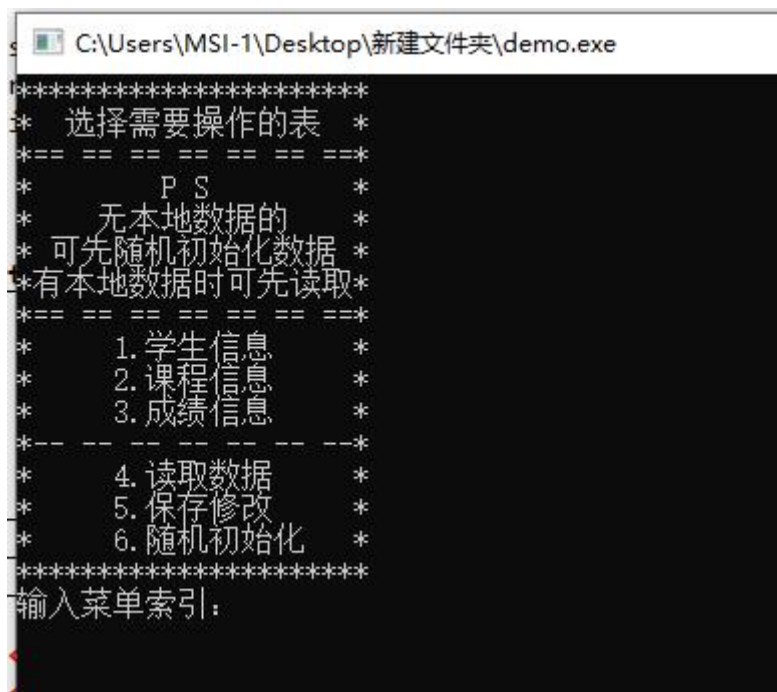 C:\Users\MSI-1\Desktop\新建文件夹\demo.exe
**********************
* 选择需要操作的表 *
*== == == == == == ==*
* P S *
* 无本地数据的 *
* 可先随机初始化数据 *
*有本地数据时可先读取*
*== == == == == == ==*
* 1.学生信息 *
* 2.课程信息 *
* 3.成绩信息 *
*-- -- -- -- -- -- --*
* 4.读取数据 *
* 5.保存修改 *
* 6.随机初始化 *
**********************
输入菜单索引: